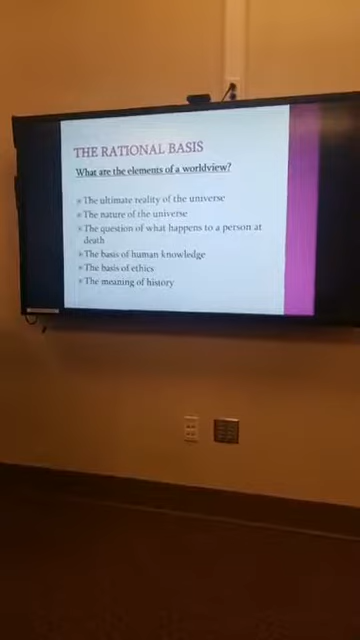 THE RATIONAL BASIS
What are the elements of a worldview?
The ultimate reality of the universe
The nature of the universe
The question of what happens to a person at
death
The basis of human knowledge
The basis of ethics
The meaning of history